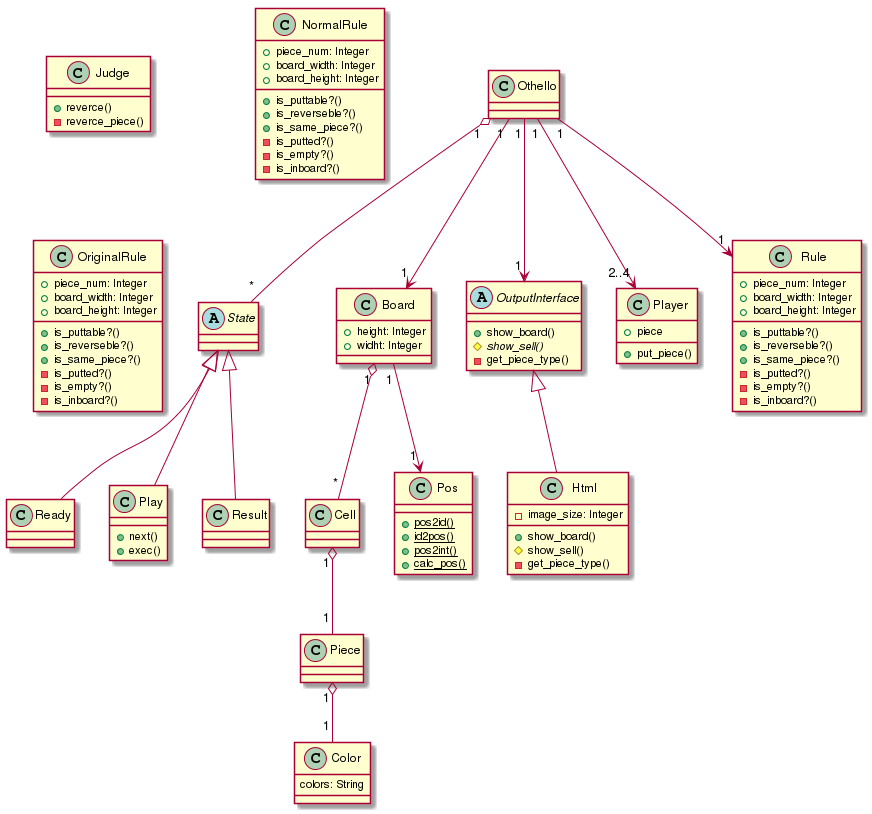 C Judge
reverce()
reverce_piece()
C NormalRule
piece_num: Integer
board_width: Integer
board_height: Integer
is_puttable?()
is_reverseble?()
is_same_piece?()
is_putted?()
is_empty?()
is_inboard?()
C Othello
1 1 1 1 1
* 1 1 2..4 1
C OriginalRule
piece_num: Integer
board_width: Integer
board_height: Integer
is_puttable?()
is_reverseble?()
is_same_piece?()
is_putted?()
is_empty?()
is_inboard?()
A State
C Board
height: Integer
widht: Integer
1 1
* 1
A OutputInterface
show_board()
show_sell()
get_piece_type()
C Player
piece
put_piece()
C Rule
piece_num: Integer
board_width: Integer
board_height: Integer
is_puttable?()
is_reverseble?()
is_same_piece?()
is_putted?()
is_empty?()
is_inboard?()
C Ready
C Play
next()
exec()
C Result
C Cell
1
1
C Pos
pos2id()
id2pos()
pos2int()
calc_pos()
C Html
image_size: Integer
show_board()
show_sell()
get_piece_type()
C Piece
1
1
C Color
colors: String